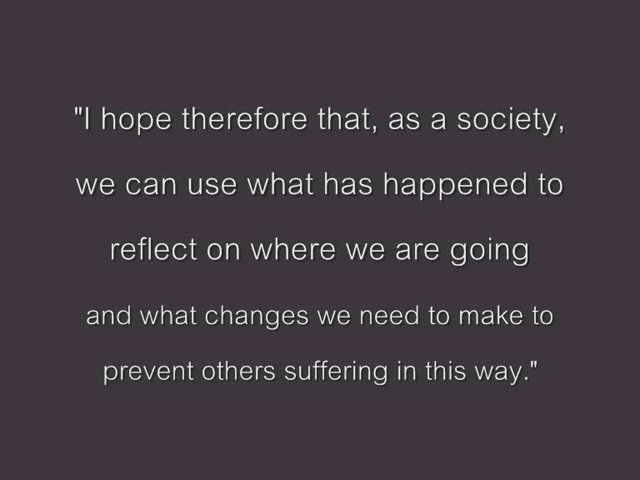 "I hope therefore that, as a society,
we can use what has happened to
reflect on where we are going
and what changes we need to make to
prevent others suffering in this way."